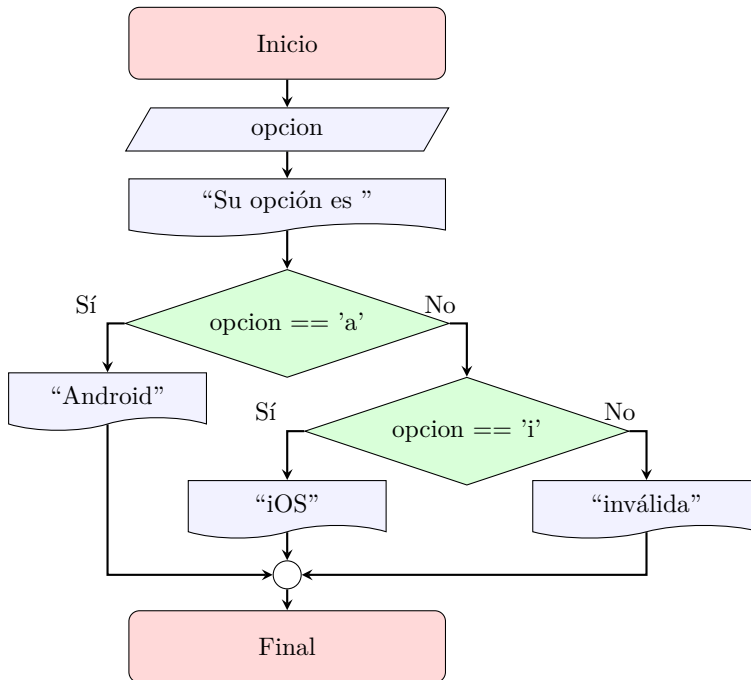 Inicio
opcion
“Su opción es ”
Sí
No
opcion == 'a'
“Android”
Sí
No
opcion == 'i'
“iOS”
“inválida”
Final